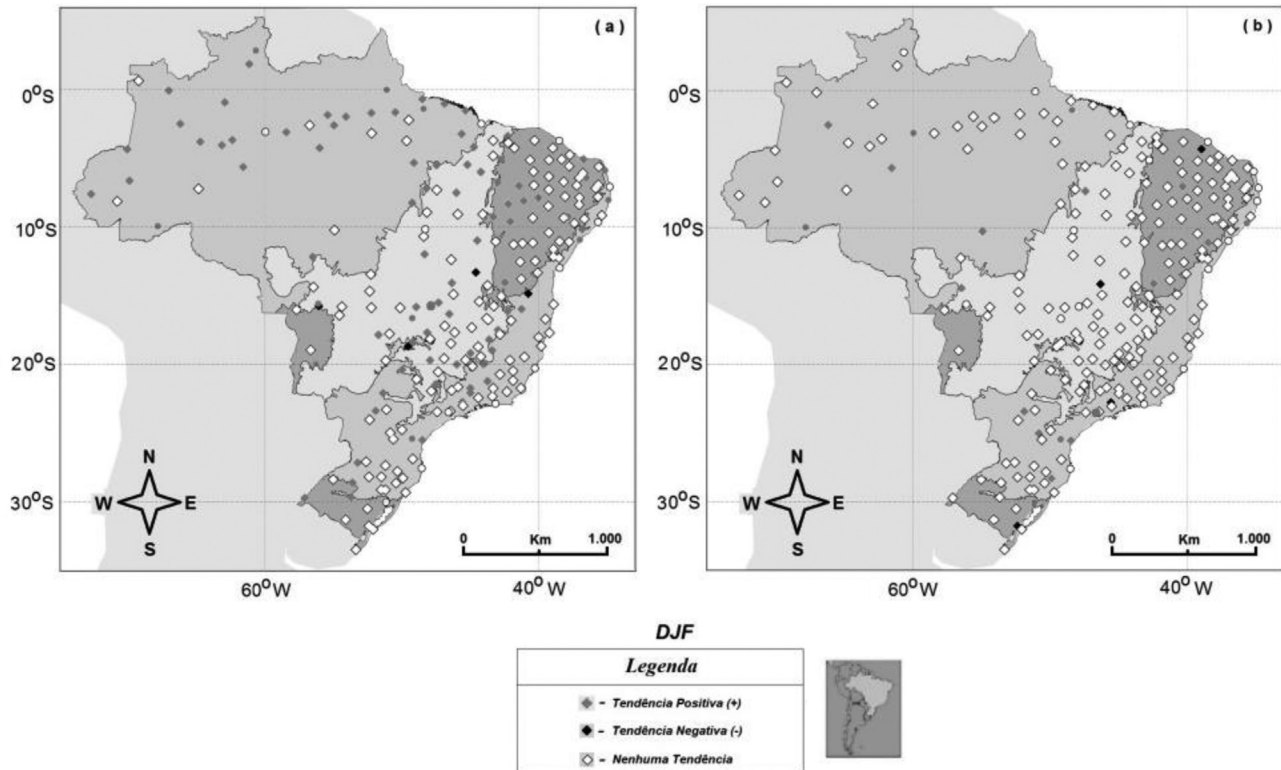 ( a )
( b )
0°S
10°S
20°S
30°S
N
W E
S
0 Km 1.000
60° W 40° W
0°S
10°S
20°S
30°S
N
W E
S
0 Km 1.000
60° W 40° W
DJF
Legenda
- Tendência Positiva (+)
- Tendência Negativa (-)
- Nenhuma Tendência